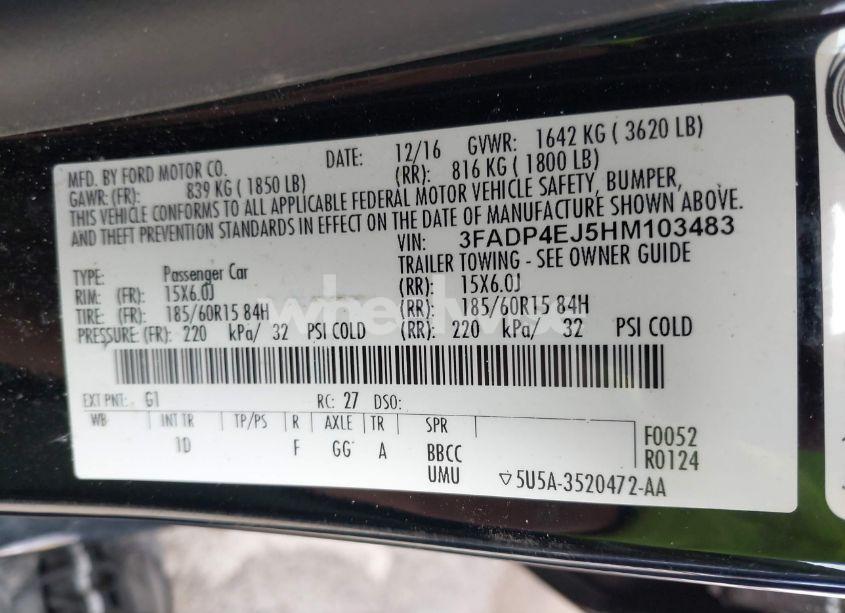 MFD. BY FORD MOTOR CO. DATE: 12/16 GVWR: 1642 KG ( 3620 LB)
GAWR: (FR): 839 KG ( 1850 LB) (RR): 816 KG ( 1800 LB)
THIS VEHICLE CONFORMS TO ALL APPLICABLE FEDERAL MOTOR VEHICLE SAFETY, BUMPER,
AND THEFT PREVENTION STANDARDS IN EFFECT ON THE DATE OF MANUFACTURE SHOWN ABOVE.
VIN: 3FADP4EJ5HM103483
TYPE: Passenger Car TRAILER TOWING - SEE OWNER GUIDE
RIM: (FR): 15X6.0J (RR): 15X6.0J
TIRE: (FR): 185/60R15 84H (RR): 185/60R15 84H
PRESSURE: (FR): 220 kPa/ 32 PSI COLD (RR): 220 kPa/ 32 PSI COLD
EXT PNT: G1 RC: 27 DSO:
WB INT TR TP/PS R AXLE TR SPR
1D F GG A BBCC F0052
UMU R0124
5U5A-3520472-AA